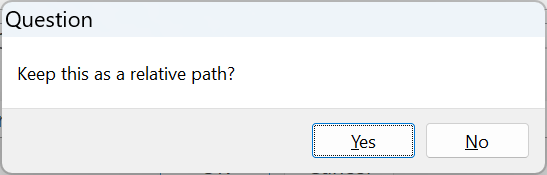 Question
Keep this as a relative path?
Yes
No